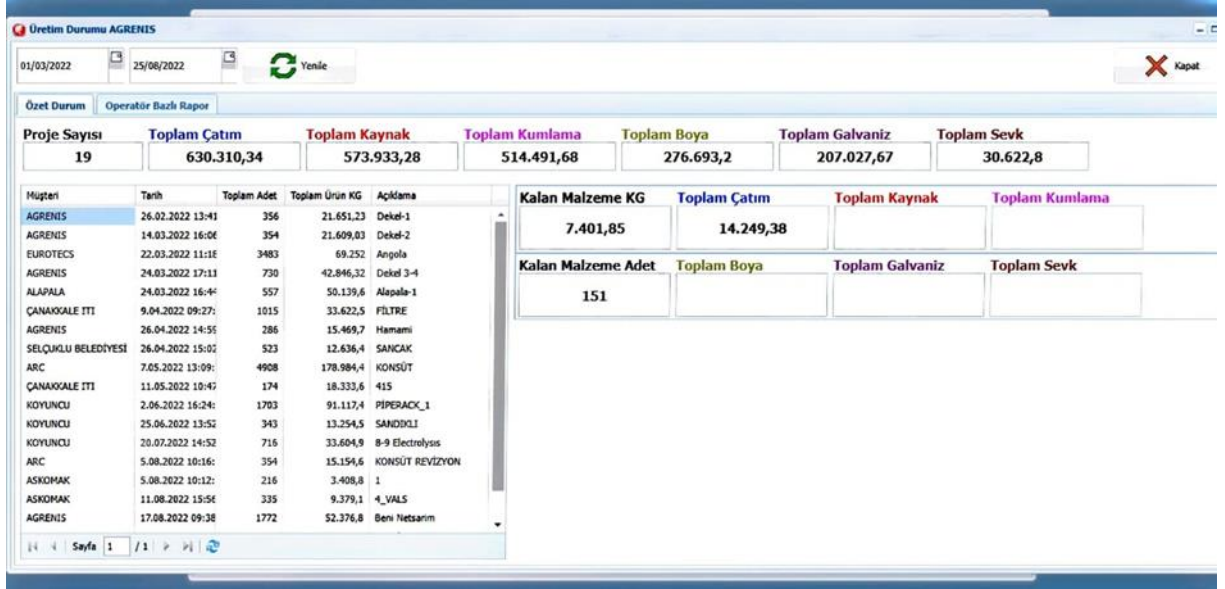 Üretim Durumu AGRENIS
01/03/2022 25/08/2022 Yenile Kapat
Özet Durum Operatör Bazlı Rapor
Proje Sayısı Toplam Çatım Toplam Kaynak Toplam Kumlama Toplam Boya Toplam Galvaniz Toplam Sevk
19 630.310,34 573.933,28 514.491,68 276.693,2 207.027,67 30.622,8
Müşteri Tarih Toplam Adet Toplam Ürün KG Açıklama
AGRENIS 26.02.2022 13:41 356 21.651,23 Dekel-1
AGRENIS 14.03.2022 16:06 354 21.609,03 Dekel-2
EUROTECS 22.03.2022 11:18 3483 69.252 Angola
AGRENIS 24.03.2022 17:11 730 42.846,32 Dekel 3-4
ALAPALA 24.03.2022 16:44 557 50.139,6 Alapala-1
ÇANAKKALE ITI 9.04.2022 09:27: 1015 33.622,5 FİLTRE
AGRENIS 26.04.2022 14:59 286 15.469,7 Hamami
SELÇUKLU BELEDİYESİ 26.04.2022 15:02 523 12.636,4 SANCAK
ARC 7.05.2022 13:09: 4908 178.984,4 KONSÜT
ÇANAKKALE ITI 11.05.2022 10:47 174 18.333,6 415
KOYUNCU 2.06.2022 16:24: 1703 91.117,4 PİPERACK_1
KOYUNCU 25.06.2022 13:52 343 13.254,5 SANDIKLI
KOYUNCU 20.07.2022 14:52 716 33.604,9 8-9 Electrolysis
ARC 5.08.2022 10:16: 354 15.154,6 KONSÜT REVİZYON
ASKOMAK 5.08.2022 10:12: 216 3.408,8 1
ASKOMAK 11.08.2022 15:56 335 9.379,1 4_VALS
AGRENIS 17.08.2022 09:38 1772 52.376,8 Beni Netsarim
Sayfa 1 / 1
Kalan Malzeme KG Toplam Çatım Toplam Kaynak Toplam Kumlama
7.401,85 14.249,38
Kalan Malzeme Adet Toplam Boya Toplam Galvaniz Toplam Sevk
151